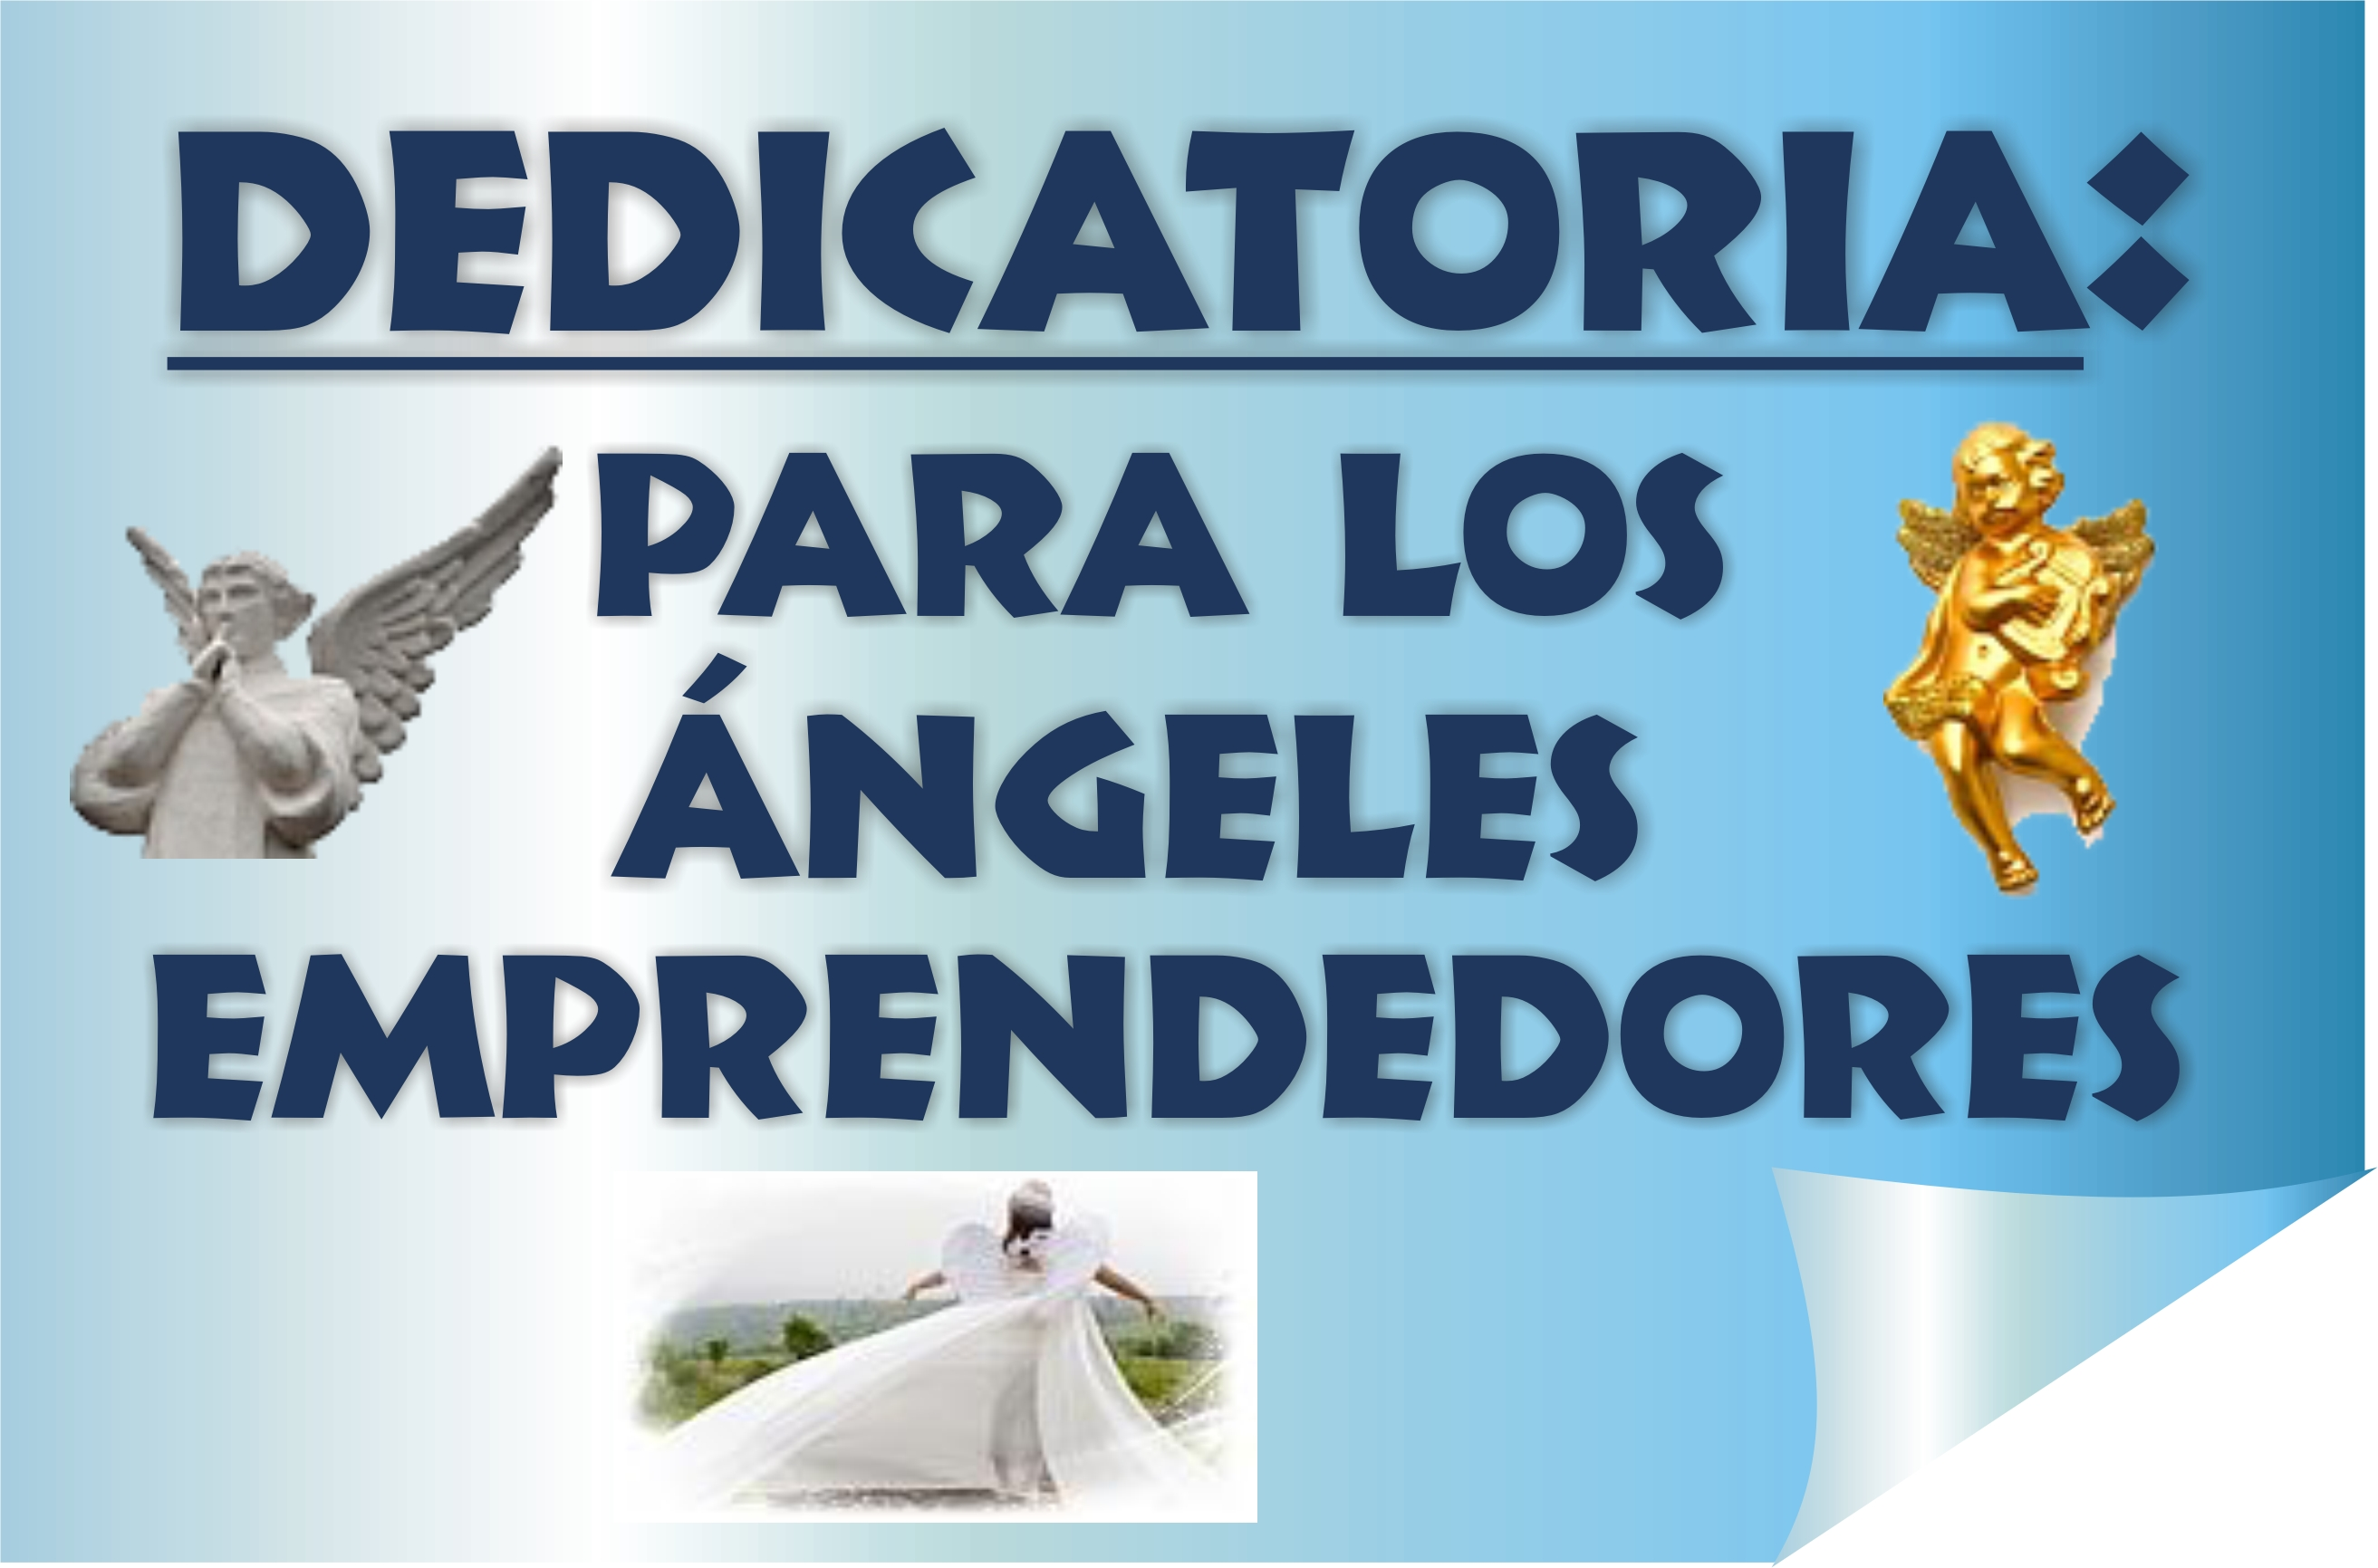 DEDICATORIA:
PARA LOS
ÁNGELES
EMPRENDEDORES